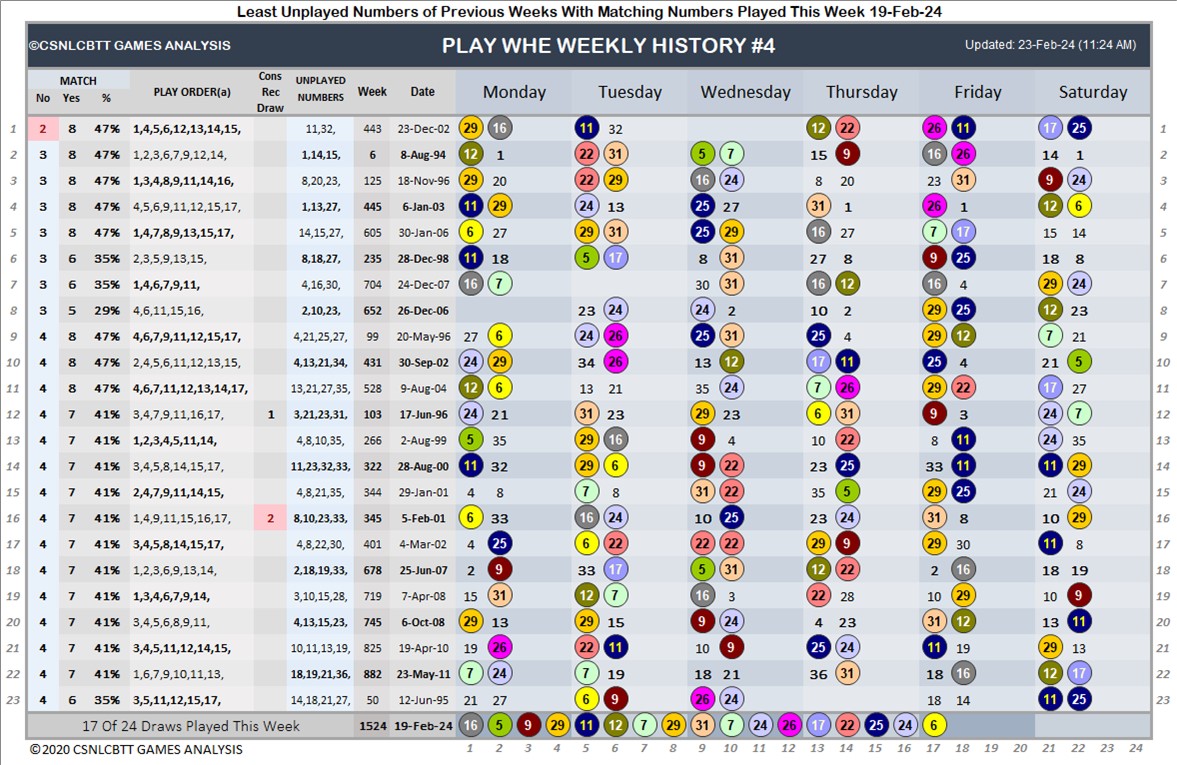 Least Unplayed Numbers of Previous Weeks With Matching Numbers Played This Week 19-Feb-24
©CSNLCBTT GAMES ANALYSIS PLAY WHE WEEKLY HISTORY #4 Updated: 23-Feb-24 (11:24 AM)
MATCH No Yes % PLAY ORDER(a) Cons Rec Draw UNPLAYED NUMBERS Week Date Monday Tuesday Wednesday Thursday Friday Saturday
1 2 8 47% 1,4,5,6,12,13,14,15, 11,32, 443 23-Dec-02 29 16 11 32 12 22 26 11 17 25 1
2 3 8 47% 1,2,3,6,7,9,12,14, 1,14,15, 6 8-Aug-94 12 1 22 31 5 7 15 9 16 26 14 1 2
3 3 8 47% 1,3,4,8,9,11,14,16, 8,20,23, 125 18-Nov-96 29 20 22 29 16 24 8 20 23 31 9 24 3
4 3 8 47% 4,5,6,9,11,12,15,17, 1,13,27, 445 6-Jan-03 11 29 24 13 25 27 31 1 26 1 12 6 4
5 3 8 47% 1,4,7,8,9,13,15,17, 14,15,27, 605 30-Jan-06 6 27 29 31 25 29 16 27 7 17 15 14 5
6 3 6 35% 2,3,5,9,13,15, 8,18,27, 235 28-Dec-98 11 18 5 17 8 31 27 8 9 25 18 8 6
7 3 6 35% 1,4,6,7,9,11, 4,16,30, 704 24-Dec-07 16 7 30 31 16 12 16 4 29 24 7
8 3 5 29% 4,6,11,15,16, 2,10,23, 652 26-Dec-06 23 24 24 2 10 2 29 25 12 23 8
9 4 8 47% 4,6,7,9,11,12,15,17, 4,21,25,27, 99 20-May-96 27 6 24 26 25 31 25 4 29 12 7 21 9
10 4 8 47% 2,4,5,6,11,12,13,15, 4,13,21,34, 431 30-Sep-02 24 29 34 26 13 12 17 11 25 4 21 5 10
11 4 8 47% 4,6,7,11,12,13,14,17, 13,21,27,35, 528 9-Aug-04 12 6 13 21 35 24 7 26 29 22 17 27 11
12 4 7 41% 3,4,7,9,11,16,17, 1 3,21,23,31, 103 17-Jun-96 24 21 31 23 29 23 6 31 9 3 24 7 12
13 4 7 41% 1,2,3,4,5,11,14, 4,8,10,35, 266 2-Aug-99 5 35 29 16 9 4 10 22 8 11 24 35 13
14 4 7 41% 3,4,5,8,14,15,17, 11,23,32,33, 322 28-Aug-00 11 32 29 6 9 22 23 25 33 11 11 29 14
15 4 7 41% 2,4,7,9,11,14,15, 4,8,21,35, 344 29-Jan-01 4 8 7 8 31 22 35 5 29 25 21 24 15
16 4 7 41% 1,4,9,11,15,16,17, 2 8,10,23,33, 345 5-Feb-01 6 33 16 24 10 25 23 24 31 8 10 29 16
17 4 7 41% 3,4,5,8,14,15,17, 4,8,22,30, 401 4-Mar-02 4 25 6 22 22 22 29 9 29 30 11 8 17
18 4 7 41% 1,2,3,6,9,13,14, 2,18,19,33, 678 25-Jun-07 2 9 33 17 5 31 12 22 2 16 18 19 18
19 4 7 41% 1,3,4,6,7,9,14, 3,10,15,28, 719 7-Apr-08 15 31 12 7 16 3 22 28 10 29 10 9 19
20 4 7 41% 3,4,5,6,8,9,11, 4,13,15,23, 745 6-Oct-08 29 13 29 15 9 24 4 23 31 12 13 11 20
21 4 7 41% 3,4,5,11,12,14,15, 10,11,13,19, 825 19-Apr-10 19 26 22 11 10 9 25 24 11 19 29 13 21
22 4 7 41% 1,6,7,9,10,11,13, 18,19,21,36, 882 23-May-11 7 24 7 19 18 21 36 31 18 16 12 17 22
23 4 6 35% 3,5,11,12,15,17, 14,18,21,27, 50 12-Jun-95 21 27 6 9 26 24 18 14 11 25 23
17 Of 24 Draws Played This Week 1524 19-Feb-24 16 5 9 29 11 12 7 29 31 7 24 26 17 22 25 24 6
© 2020 CSNLCBTT GAMES ANALYSIS 1 2 3 4 5 6 7 8 9 10 11 12 13 14 15 16 17 18 19 20 21 22 23 24